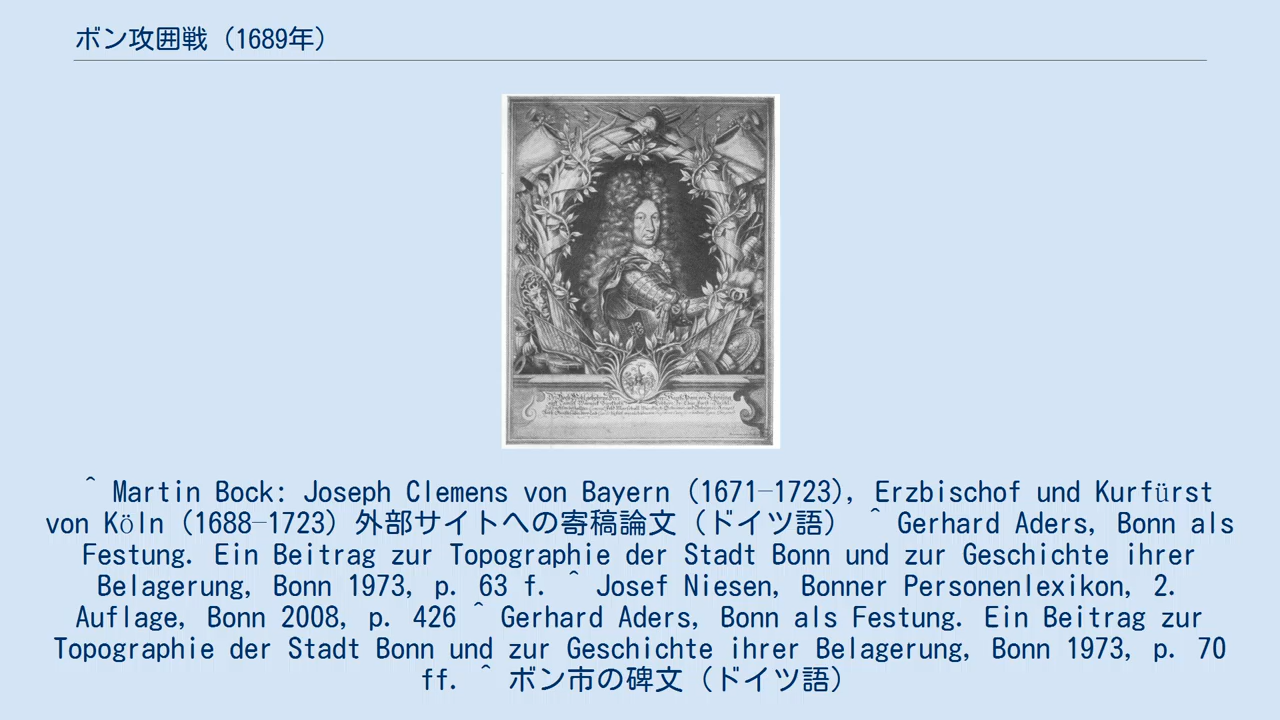 ボン攻囲戦（1689年）
^ Martin Bock: Joseph Clemens von Bayern (1671–1723), Erzbischof und Kurfürst
von Köln (1688–1723) 外部サイトへの寄稿論文（ドイツ語） ^ Gerhard Aders, Bonn als
Festung. Ein Beitrag zur Topographie der Stadt Bonn und zur Geschichte ihrer
Belagerung, Bonn 1973, p. 63 f. ^ Josef Niesen, Bonner Personenlexikon, 2.
Auflage, Bonn 2008, p. 426 ^ Gerhard Aders, Bonn als Festung. Ein Beitrag zur
Topographie der Stadt Bonn und zur Geschichte ihrer Belagerung, Bonn 1973, p. 70
ff. ^ ボン市の碑文（ドイツ語）